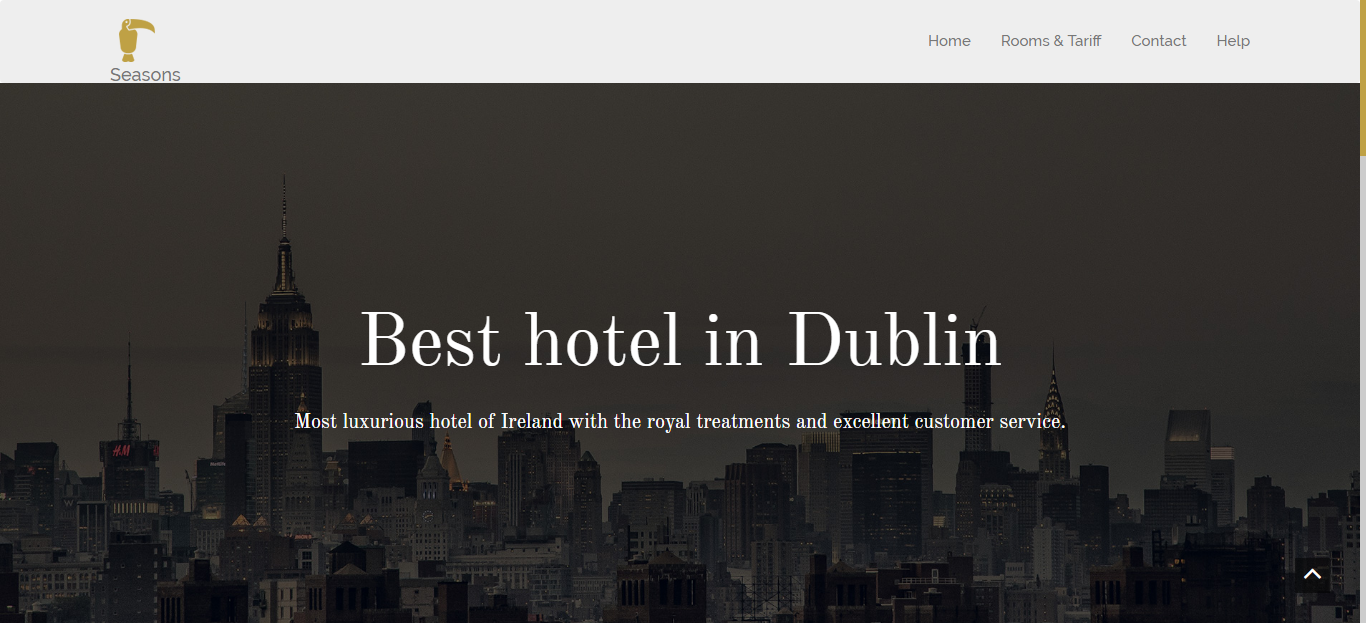 Seasons
Home
Rooms & Tariff
Contact
Help
Best hotel in Dublin
Most luxurious hotel of Ireland with the royal treatments and excellent customer service.
H&M